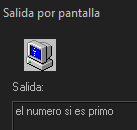 Salida por pantalla
Salida:
el numero si es primo